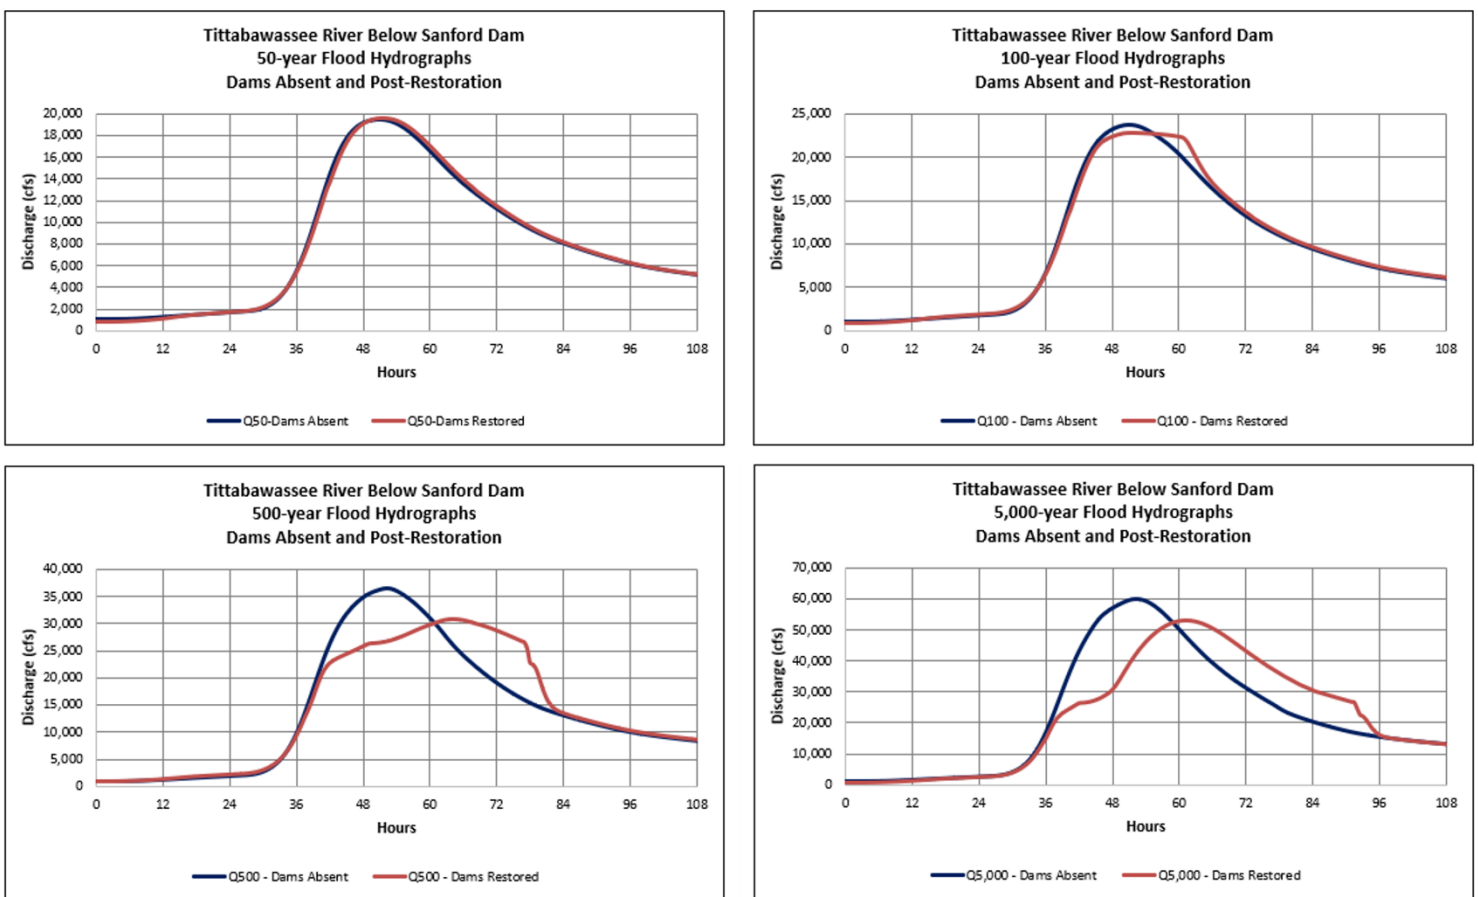 Tittabawassee River Below Sanford Dam
50-year Flood Hydrographs
Dams Absent and Post-Restoration
20,000
18,000
16,000
14,000
12,000
10,000
8,000
6,000
4,000
2,000
0
Discharge (cfs)
0 12 24 36 48 60 72 84 96 108
Hours
Q50-Dams Absent Q50-Dams Restored
Tittabawassee River Below Sanford Dam
100-year Flood Hydrographs
Dams Absent and Post-Restoration
25,000
20,000
15,000
10,000
5,000
0
Discharge (cfs)
0 12 24 36 48 60 72 84 96 108
Hours
Q100 - Dams Absent Q100 - Dams Restored
Tittabawassee River Below Sanford Dam
500-year Flood Hydrographs
Dams Absent and Post-Restoration
40,000
35,000
30,000
25,000
20,000
15,000
10,000
5,000
0
Discharge (cfs)
0 12 24 36 48 60 72 84 96 108
Hours
Q500 - Dams Absent Q500 - Dams Restored
Tittabawassee River Below Sanford Dam
5,000-year Flood Hydrographs
Dams Absent and Post-Restoration
70,000
60,000
50,000
40,000
30,000
20,000
10,000
0
Discharge (cfs)
0 12 24 36 48 60 72 84 96 108
Hours
Q5,000 - Dams Absent Q5,000 - Dams Restored